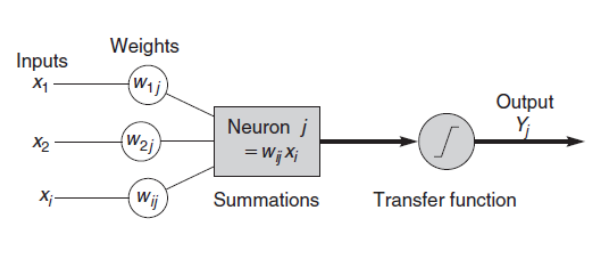 Weights
Inputs
x₁
w₁ⱼ
Neuron j
= wᵢⱼ xᵢ
Output
Yⱼ
x₂
w₂ⱼ
xᵢ
wᵢⱼ
Summations
Transfer function